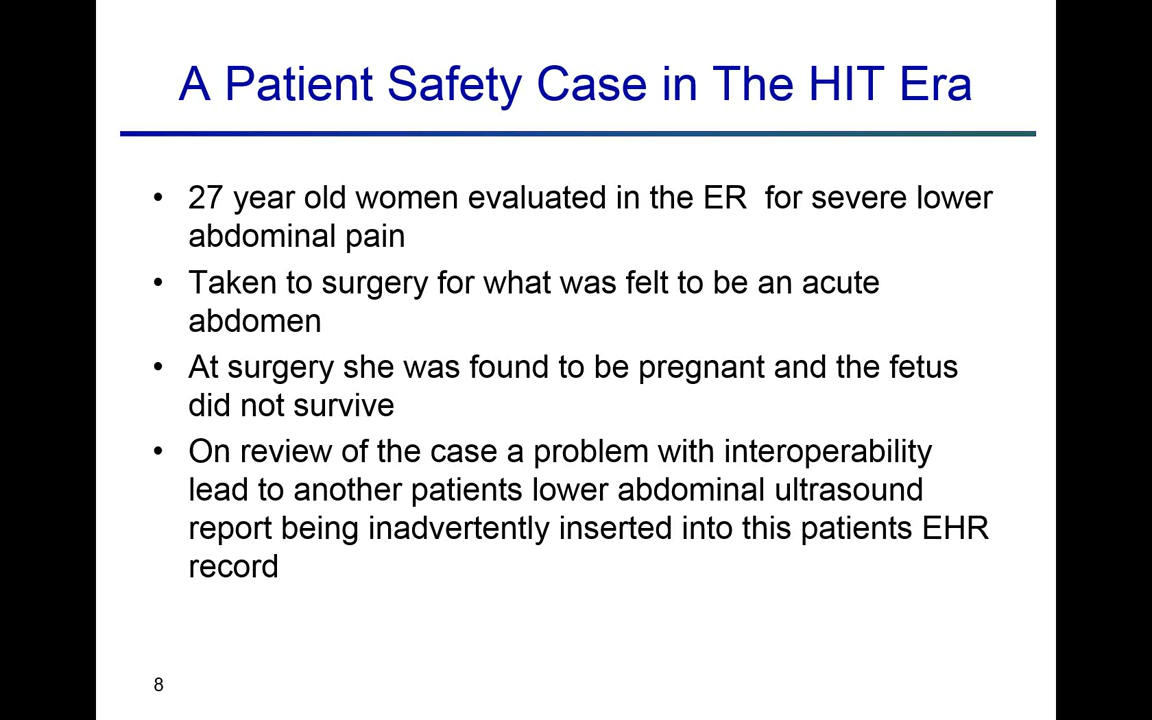 A Patient Safety Case in The HIT Era
• 27 year old women evaluated in the ER  for severe lower
abdominal pain
• Taken to surgery for what was felt to be an acute
abdomen
• At surgery she was found to be pregnant and the fetus
did not survive
• On review of the case a problem with interoperability
lead to another patients lower abdominal ultrasound
report being inadvertently inserted into this patients EHR
record
8